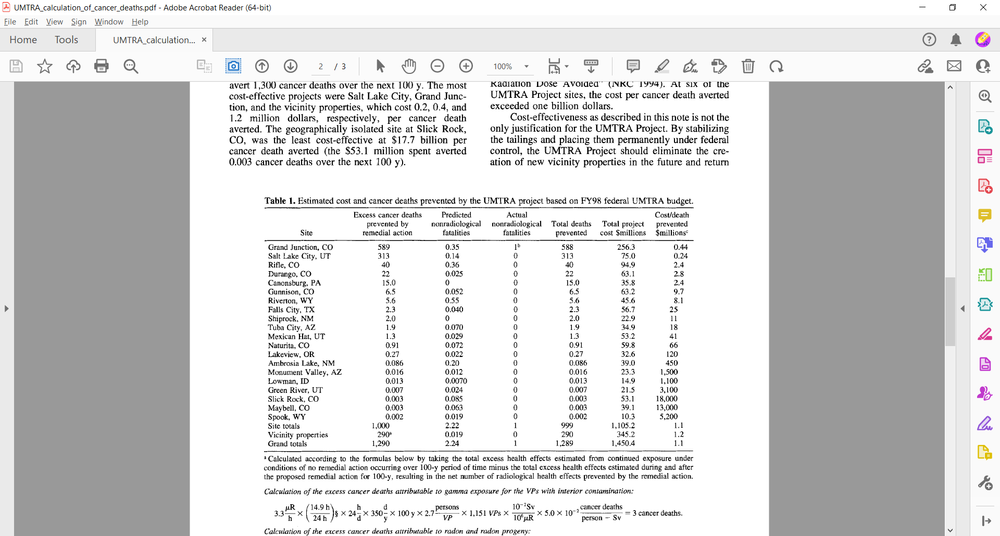 UMTRA_calculation_of_cancer_deaths.pdf - Adobe Acrobat Reader (64-bit)
File Edit View Sign Window Help
Home Tools UMTRA_calculation... ×
2 / 3 100%
avert 1,300 cancer deaths over the next 100 y. The most
cost-effective projects were Salt Lake City, Grand Junc-
tion, and the vicinity properties, which cost 0.2, 0.4, and
1.2 million dollars, respectively, per cancer death
averted. The geographically isolated site at Slick Rock,
CO, was the least cost-effective at $17.7 billion per
cancer death averted (the $53.1 million spent averted
0.003 cancer deaths over the next 100 y).
Radiation Dose Avoided" (NRC 1994). At six of the
UMTRA Project sites, the cost per cancer death averted
exceeded one billion dollars.
Cost-effectiveness as described in this note is not the
only justification for the UMTRA Project. By stabilizing
the tailings and placing them permanently under federal
control, the UMTRA Project should eliminate the cre-
ation of new vicinity properties in the future and return
Table 1. Estimated cost and cancer deaths prevented by the UMTRA project based on FY98 federal UMTRA budget.
Excess cancer deaths Predicted Actual Cost/death
prevented by nonradiological nonradiological Total deaths Total project prevented
Site remedial action fatalities fatalities prevented cost $millions $millionsᶜ
Grand Junction, CO 589 0.35 1ᵇ 588 256.3 0.44
Salt Lake City, UT 313 0.14 0 313 75.0 0.24
Rifle, CO 40 0.36 0 40 94.9 2.4
Durango, CO 22 0.025 0 22 63.1 2.8
Canonsburg, PA 15.0 0 0 15.0 35.8 2.4
Gunnison, CO 6.5 0.052 0 6.5 63.2 9.7
Riverton, WY 5.6 0.55 0 5.6 45.6 8.1
Falls City, TX 2.3 0.040 0 2.3 56.7 25
Shiprock, NM 2.0 0 0 2.0 22.9 11
Tuba City, AZ 1.9 0.070 0 1.9 34.9 18
Mexican Hat, UT 1.3 0.029 0 1.3 53.2 41
Naturita, CO 0.91 0.072 0 0.91 59.8 66
Lakeview, OR 0.27 0.022 0 0.27 32.6 120
Ambrosia Lake, NM 0.086 0.20 0 0.086 39.0 450
Monument Valley, AZ 0.016 0.012 0 0.016 23.3 1,500
Lowman, ID 0.013 0.0070 0 0.013 14.9 1,100
Green River, UT 0.007 0.024 0 0.007 21.5 3,100
Slick Rock, CO 0.003 0.085 0 0.003 53.1 18,000
Maybell, CO 0.003 0.063 0 0.003 39.1 13,000
Spook, WY 0.002 0.019 0 0.002 10.3 5,200
Site totals 1,000 2.22 1 999 1,105.2 1.1
Vicinity properties 290ᵃ 0.019 0 290 345.2 1.2
Grand totals 1,290 2.24 1 1,289 1,450.4 1.1
ᵃ Calculated according to the formulas below by taking the total excess health effects estimated from continued exposure under
conditions of no remedial action occurring over 100-y period of time minus the total excess health effects estimated during and after
the proposed remedial action for 100-y, resulting in the net number of radiological health effects prevented by the remedial action.
Calculation of the excess cancer deaths attributable to gamma exposure for the VPs with interior contamination:
3.3 μR/h × (14.9 h/24 h)§ × 24 h/d × 350 d/y × 100 y × 2.7 persons/VP × 1,151 VPs × 10⁻²Sv/10⁶μR × 5.0 × 10⁻² cancer deaths/person − Sv = 3 cancer deaths.
Calculation of the excess cancer deaths attributable to radon and radon progeny: